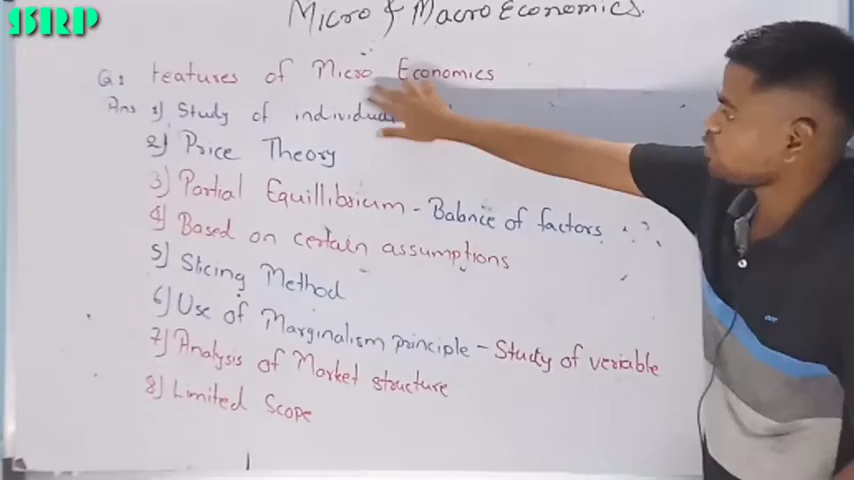 ISRP
Micro & Macro Economics.
Q1 Features of Micro Economics
Ans 1) Study of individual
2) Price Theory
3) Partial Equillibrium - Balance of factors
4) Based on certain assumptions
5) Slicing Method
6) Use of Marginalism principle - Study of variable
7) Analysis of Market structure
8) Limited Scope